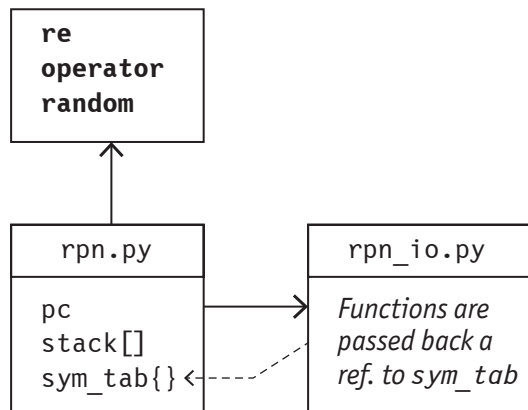 re
operator
random
rpn.py
pc
stack[]
sym_tab{}
rpn_io.py
Functions are
passed back a
ref. to sym_tab